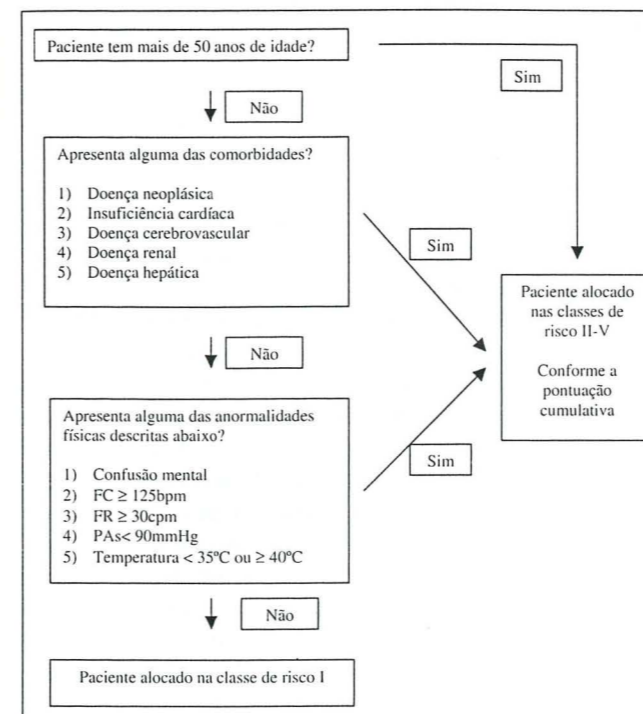 Paciente tem mais de 50 anos de idade?
Sim
Não
Apresenta alguma das comorbidades?
1) Doença neoplásica
2) Insuficiência cardíaca
3) Doença cerebrovascular
4) Doença renal
5) Doença hepática
Sim
Paciente alocado
nas classes de
risco II-V
Conforme a
pontuação
cumulativa
Não
Apresenta alguma das anormalidades
físicas descritas abaixo?
1) Confusão mental
2) FC ≥ 125bpm
3) FR ≥ 30cpm
4) PAs< 90mmHg
5) Temperatura < 35ºC ou ≥ 40ºC
Sim
Não
Paciente alocado na classe de risco I